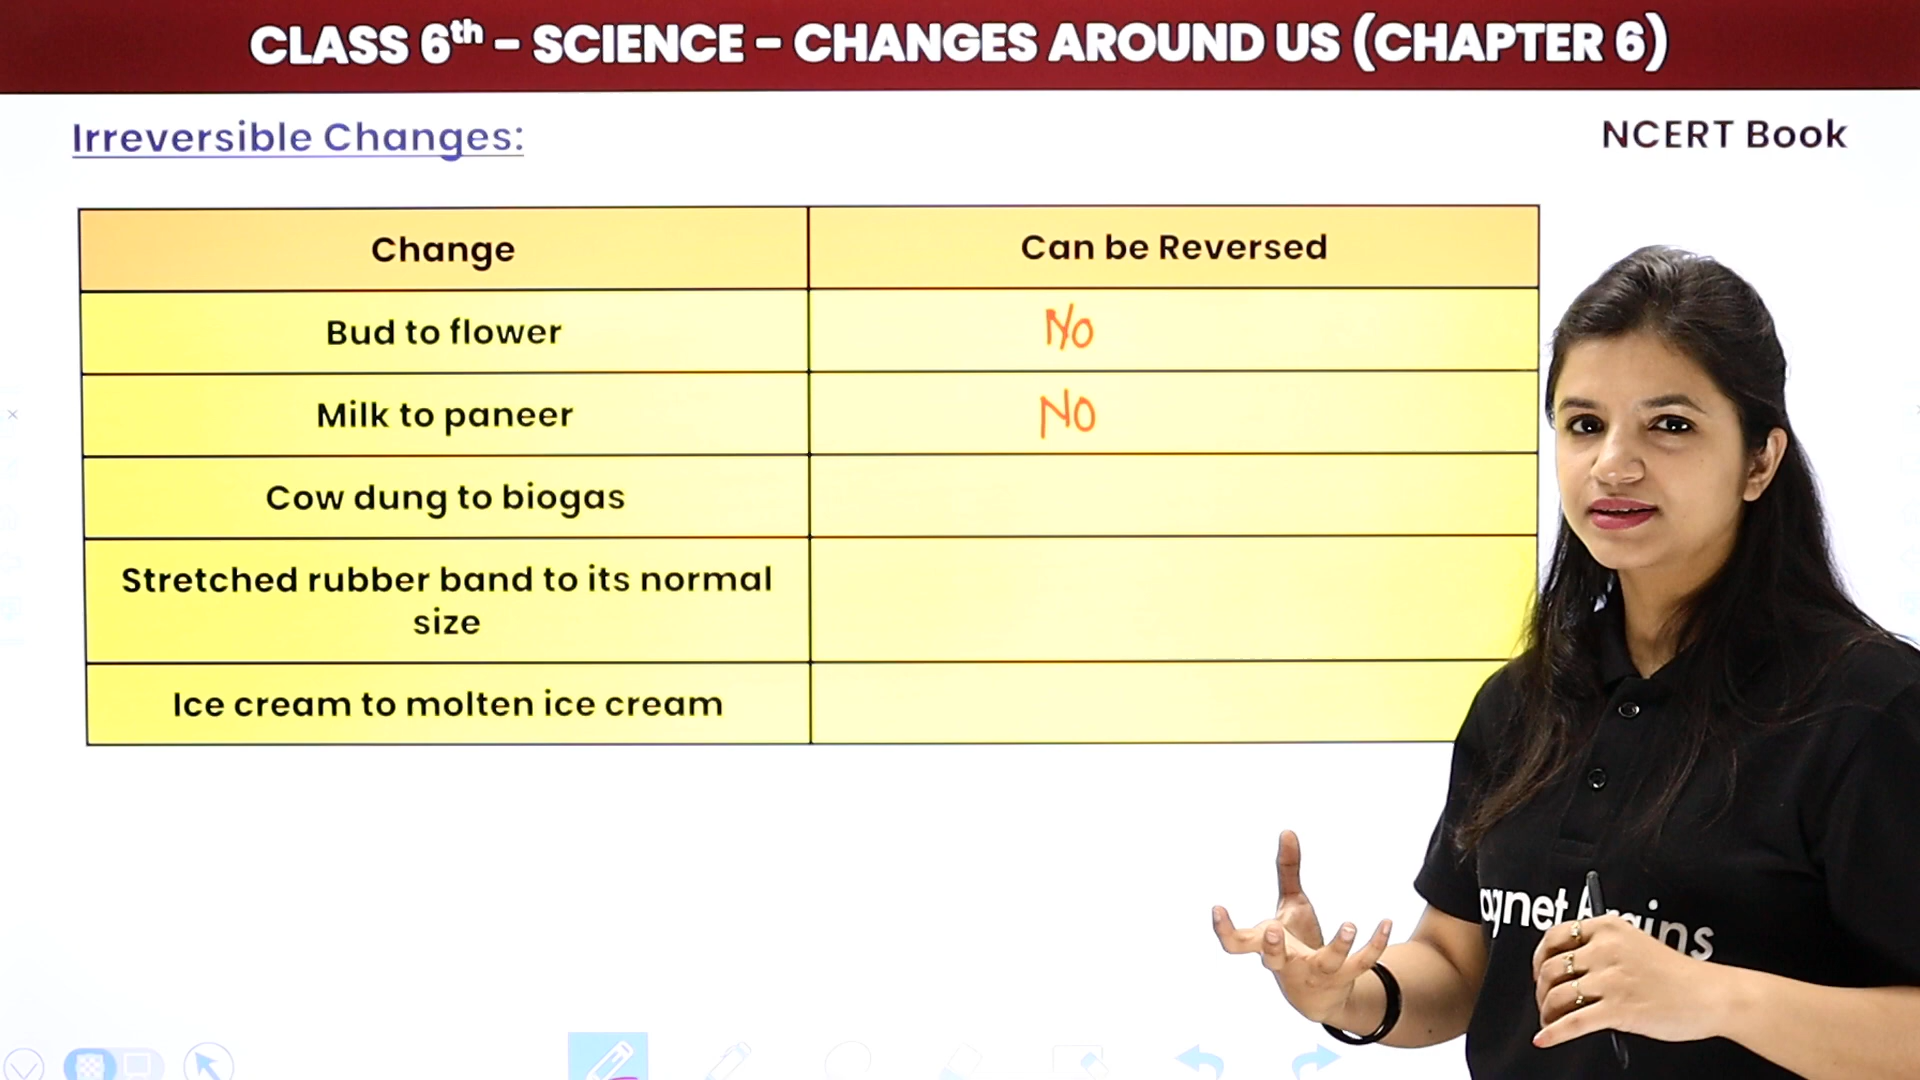 CLASS 6th – SCIENCE – CHANGES AROUND US (CHAPTER 6)
Irreversible Changes:
NCERT Book
Change
Can be Reversed
Bud to flower
No
Milk to paneer
NO
Cow dung to biogas
Stretched rubber band to its normal
size
Ice cream to molten ice cream